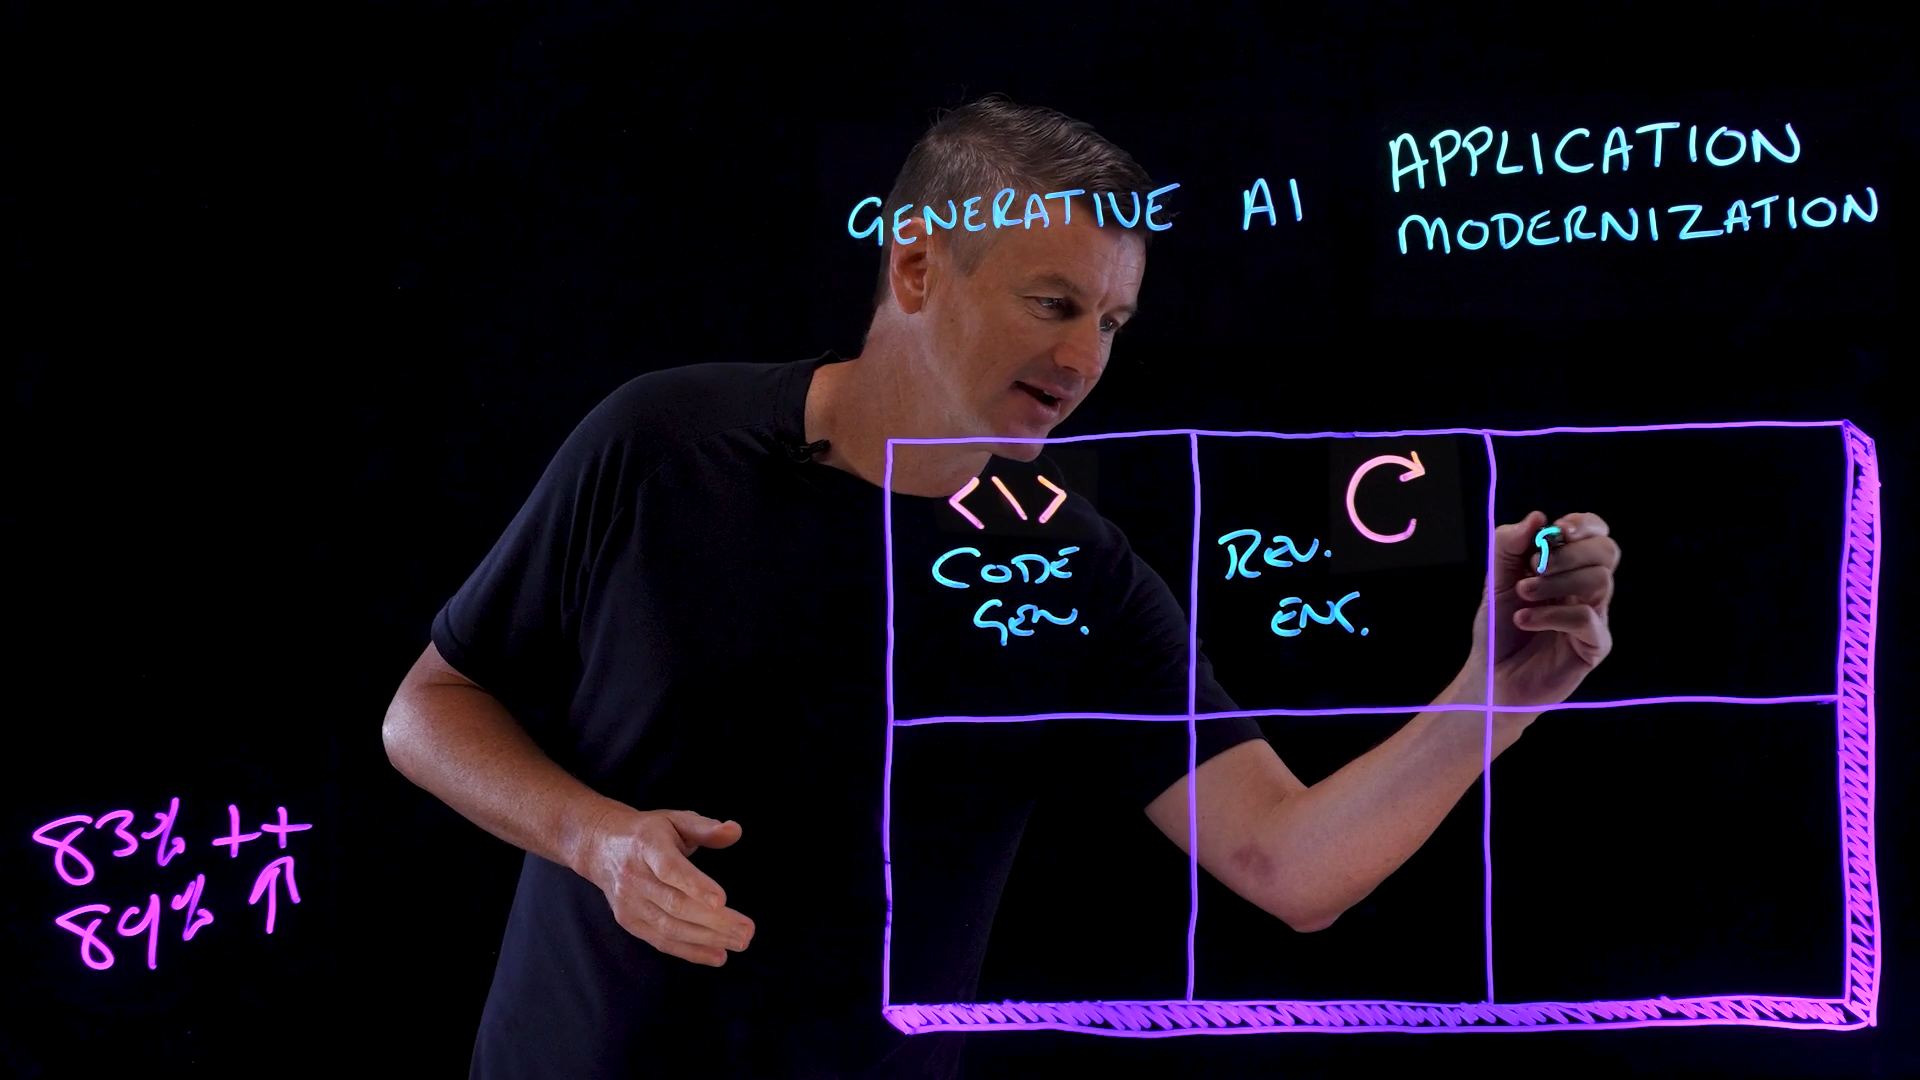 GENERATIVE AI
APPLICATION
MODERNIZATION
<\>
CODE
GEN.
REV.
ENG.
83% ++
89% ↑